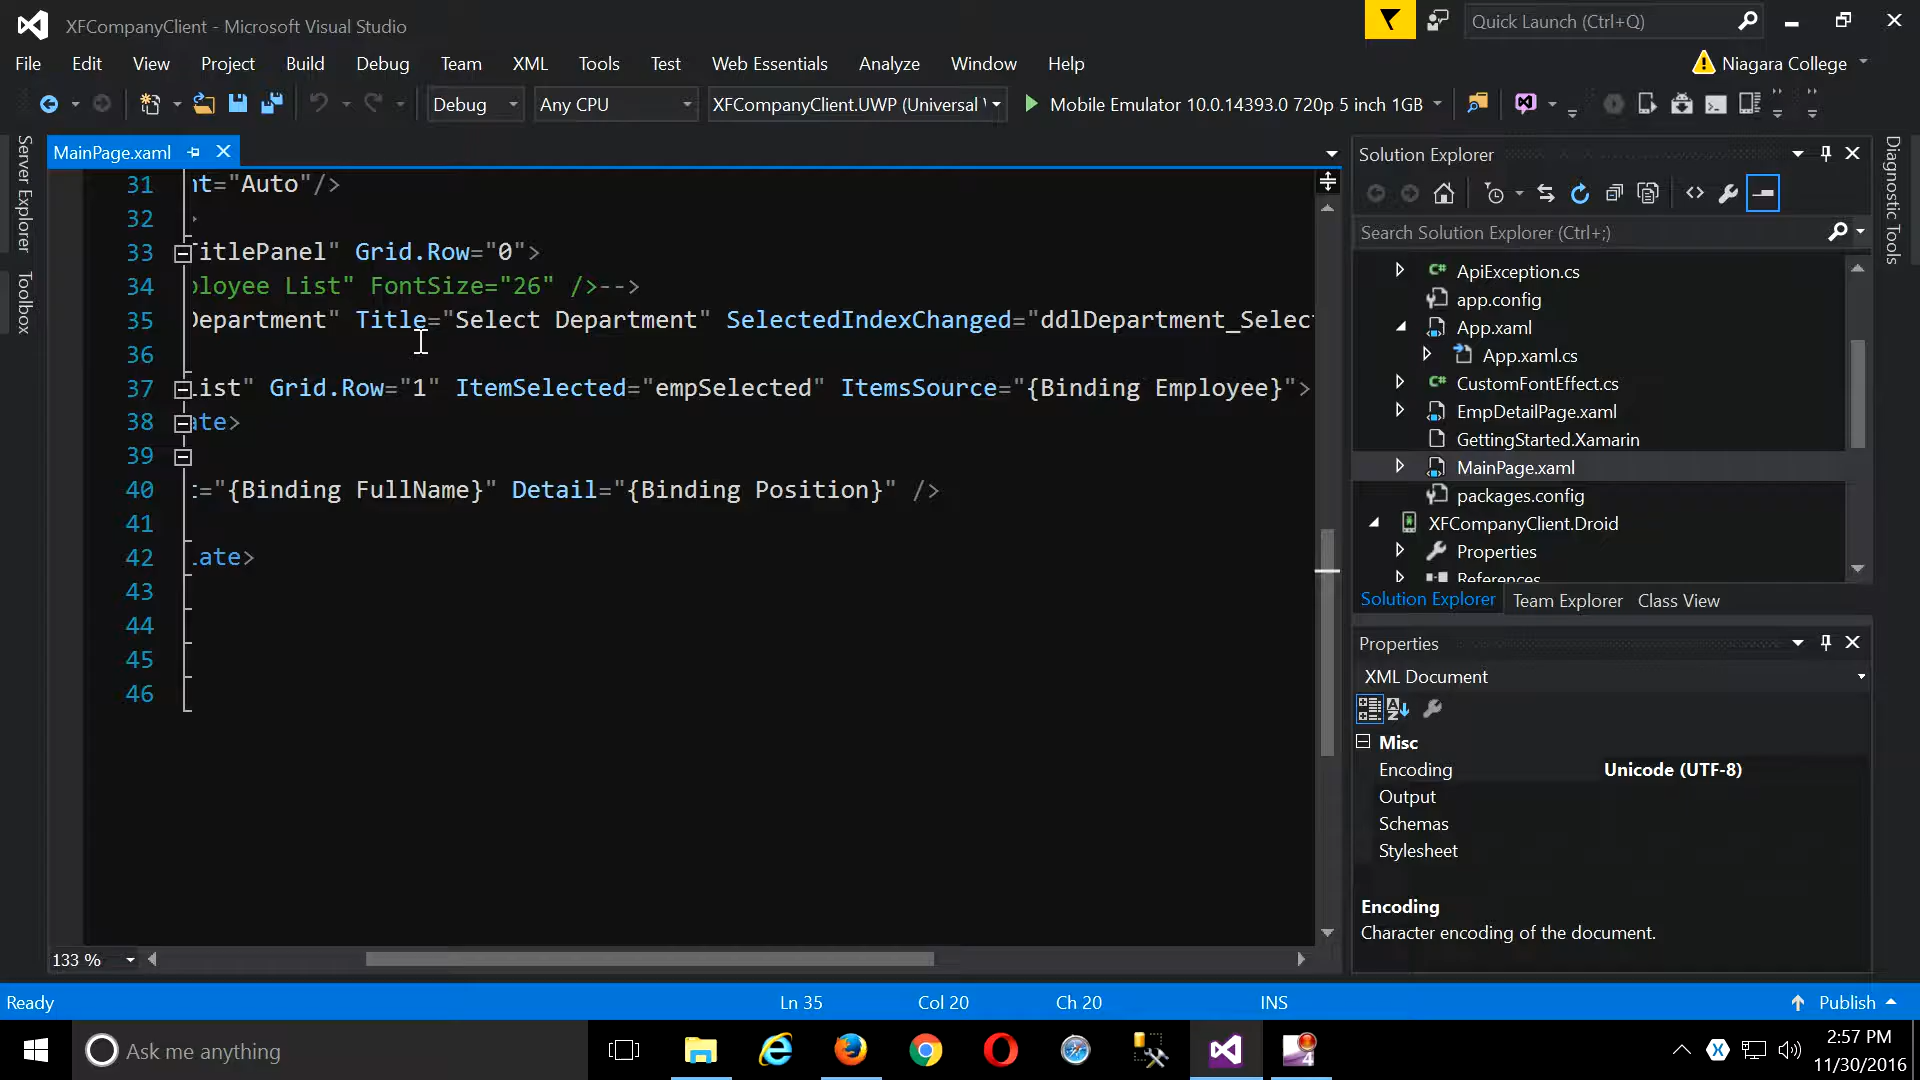 XFCompanyClient - Microsoft Visual Studio
Quick Launch (Ctrl+Q)
File Edit View Project Build Debug Team XML Tools Test Web Essentials Analyze Window Help
Niagara College
Debug Any CPU XFCompanyClient.UWP (Universal Mobile Emulator 10.0.14393.0 720p 5 inch 1GB
Server Explorer
Toolbox
MainPage.xaml
31 nt="Auto"/>
32 >
33 TitlePanel" Grid.Row="0">
34 ployee List" FontSize="26" />-->
35 Department" Title="Select Department" SelectedIndexChanged="ddlDepartment_Select
36
37 List" Grid.Row="1" ItemSelected="empSelected" ItemsSource="{Binding Employee}">
38 ate>
39
40 t="{Binding FullName}" Detail="{Binding Position}" />
41
42 late>
43
44
45
46
133 %
Solution Explorer
Search Solution Explorer (Ctrl+;)
ApiException.cs
app.config
App.xaml
App.xaml.cs
CustomFontEffect.cs
EmpDetailPage.xaml
GettingStarted.Xamarin
MainPage.xaml
packages.config
XFCompanyClient.Droid
Properties
References
Solution Explorer Team Explorer Class View
Properties
XML Document
Misc
Encoding Unicode (UTF-8)
Output
Schemas
Stylesheet
Encoding
Character encoding of the document.
Diagnostic Tools
Ready Ln 35 Col 20 Ch 20 INS Publish
Ask me anything
4
2:57 PM
11/30/2016